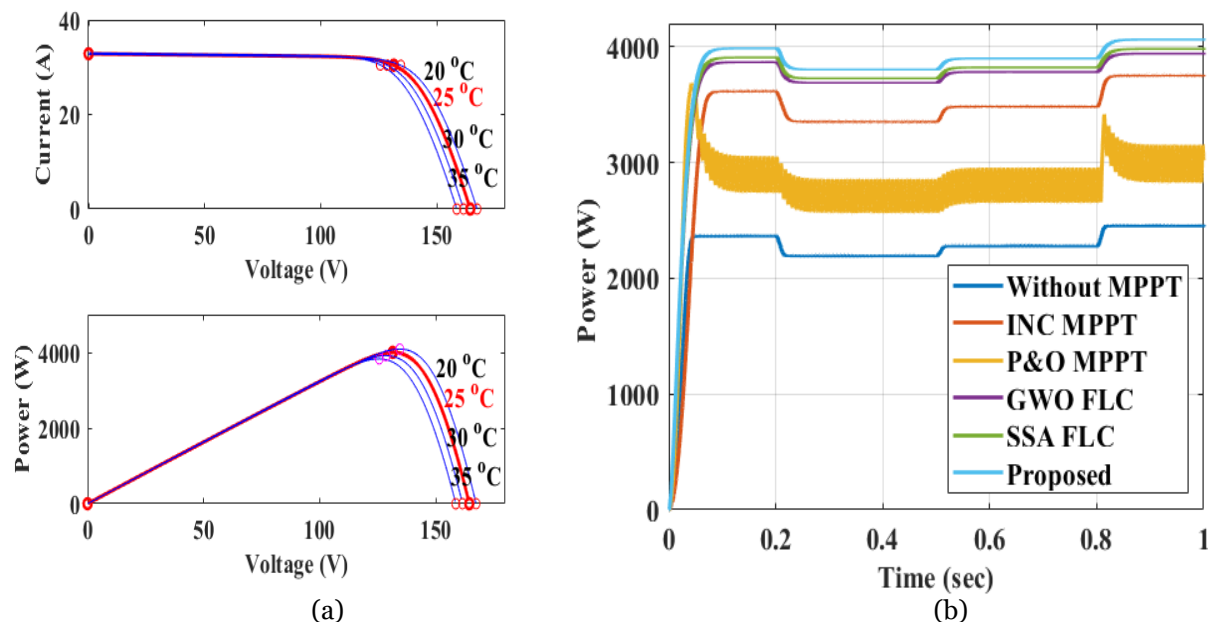 40
20
0
Current (A)
20 °C
25 °C
30 °C
35 °C
0
50
100
150
Voltage (V)
4000
2000
0
Power (W)
20 °C
25 °C
30 °C
35 °C
0
50
100
150
Voltage (V)
(a)
4000
3000
2000
1000
0
Power (W)
Without MPPT
INC MPPT
P&O MPPT
GWO FLC
SSA FLC
Proposed
0
0.2
0.4
0.6
0.8
1
Time (sec)
(b)